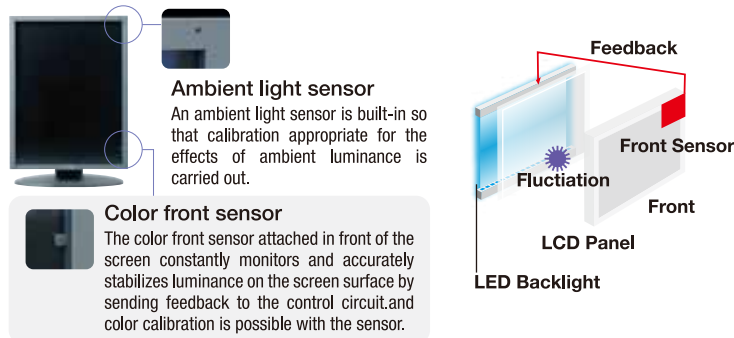 Ambient light sensor
An ambient light sensor is built-in so
that calibration appropriate for the
effects of ambient luminance is
carried out.
Color front sensor
The color front sensor attached in front of the
screen constantly monitors and accurately
stabilizes luminance on the screen surface by
sending feedback to the control circuit.and
color calibration is possible with the sensor.
Feedback
Front Sensor
Fluctiation
Front
LCD Panel
LED Backlight